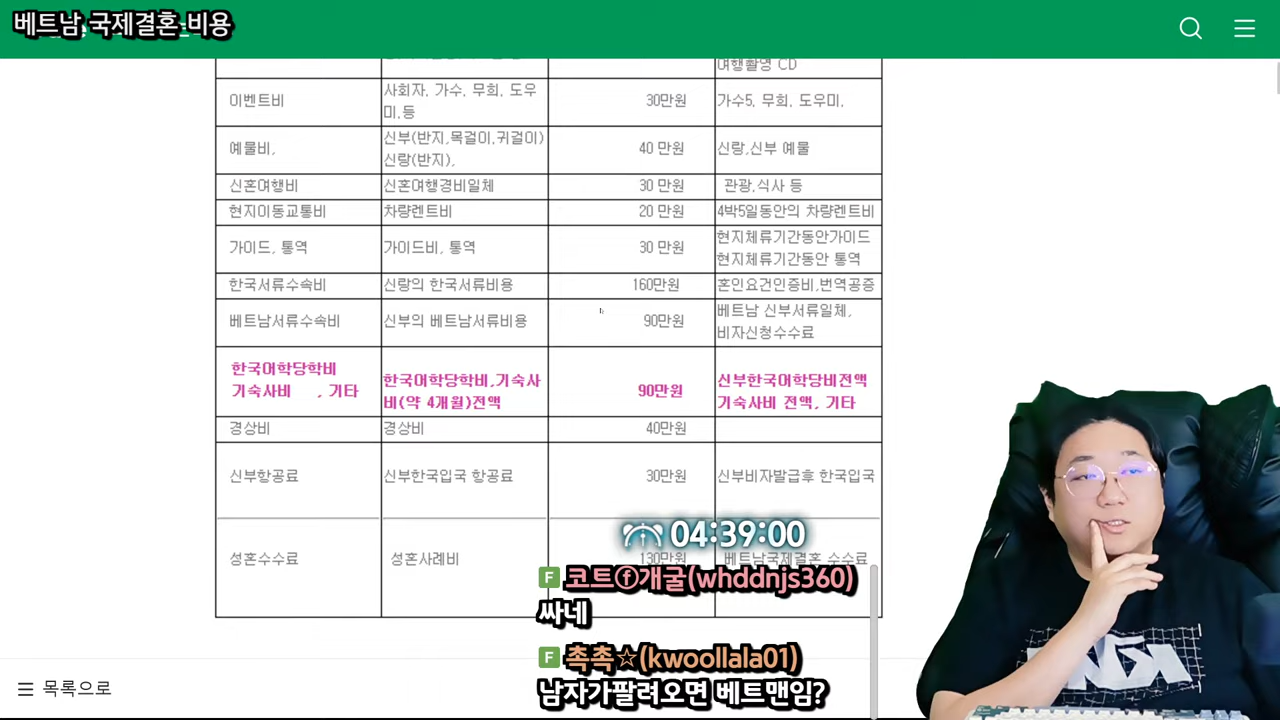 베트남 국제결혼 비용
여행촬영 CD
이벤트비
사회자, 가수, 무희, 도우
미,등
30만원
가수5, 무희, 도우미,
예물비,
신부(반지,목걸이,귀걸이)
신랑(반지),
40 만원
신랑,신부 예물
신혼여행비
신혼여행경비일체
30 만원
관광,식사 등
현지이동교통비
차량렌트비
20 만원
4박5일동안의 차량렌트비
가이드, 통역
가이드비, 통역
30 만원
현지체류기간동안가이드
현지체류기간동안 통역
한국서류수속비
신랑의 한국서류비용
160만원
혼인요건인증비,번역공증
베트남서류수속비
신부의 베트남서류비용
90만원
베트남 신부서류일체,
비자신청수수료
한국어학당학비
기숙사비 , 기타
한국어학당학비,기숙사
비(약 4개월)전액
90만원
신부한국어학당비전액
기숙사비 전액, 기타
경상비
경상비
40만원
신부항공료
신부한국입국 항공료
30만원
신부비자발급후 한국입국
04:39:00
성혼수수료
성혼사례비
130만원
베트남국제결혼 수수료
F 코트ⓕ개굴(whddnjs360)
싸네
F 촉촉☆(kwoollala01)
남자가팔려오면 베트맨임?
목록으로